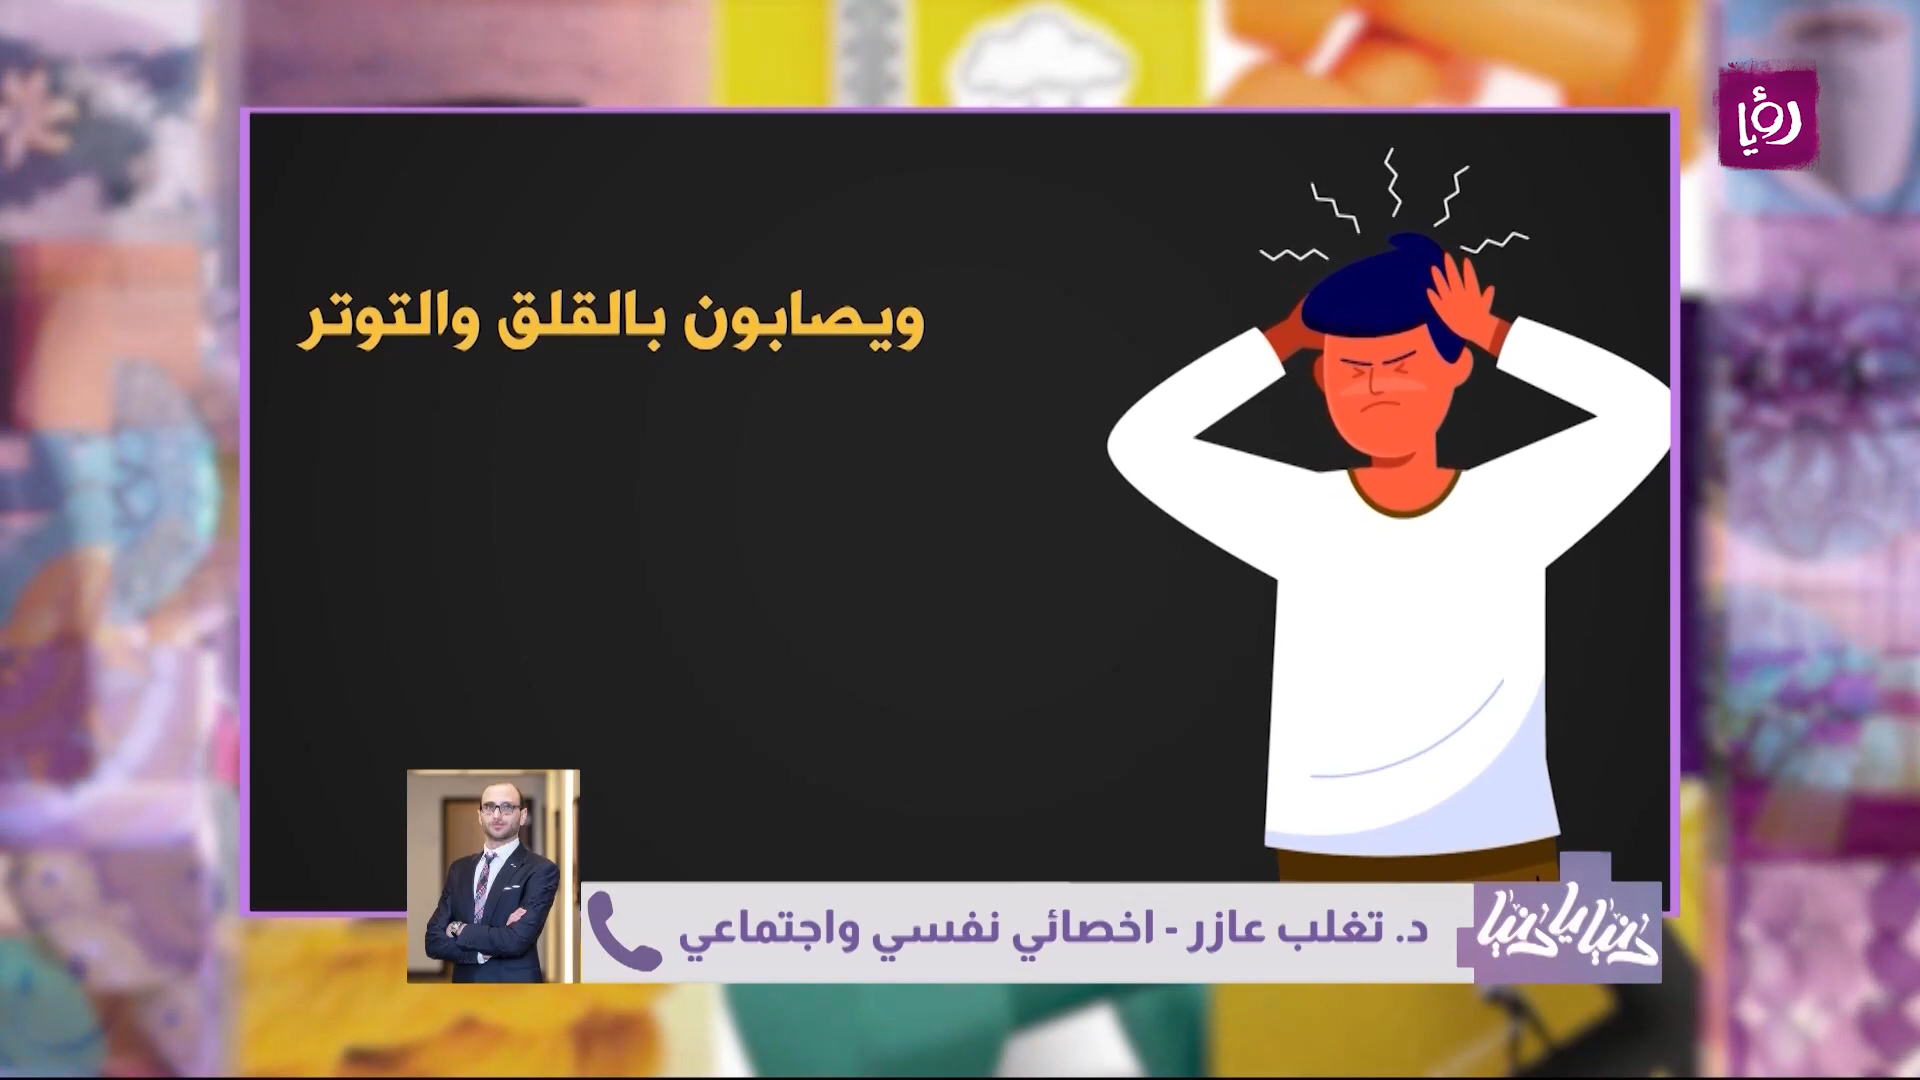 رؤيا
ويصابون بالقلق والتوتر
د. تغلب عازر - اخصائي نفسي واجتماعي
دنيا يا دنيا